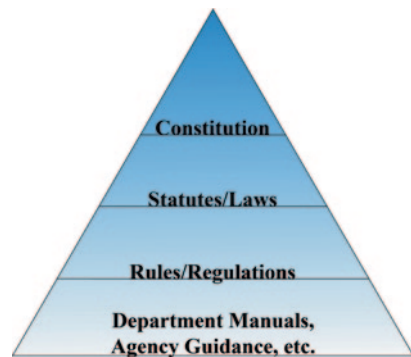 Constitution
Statutes/Laws
Rules/Regulations
Department Manuals,
Agency Guidance, etc.